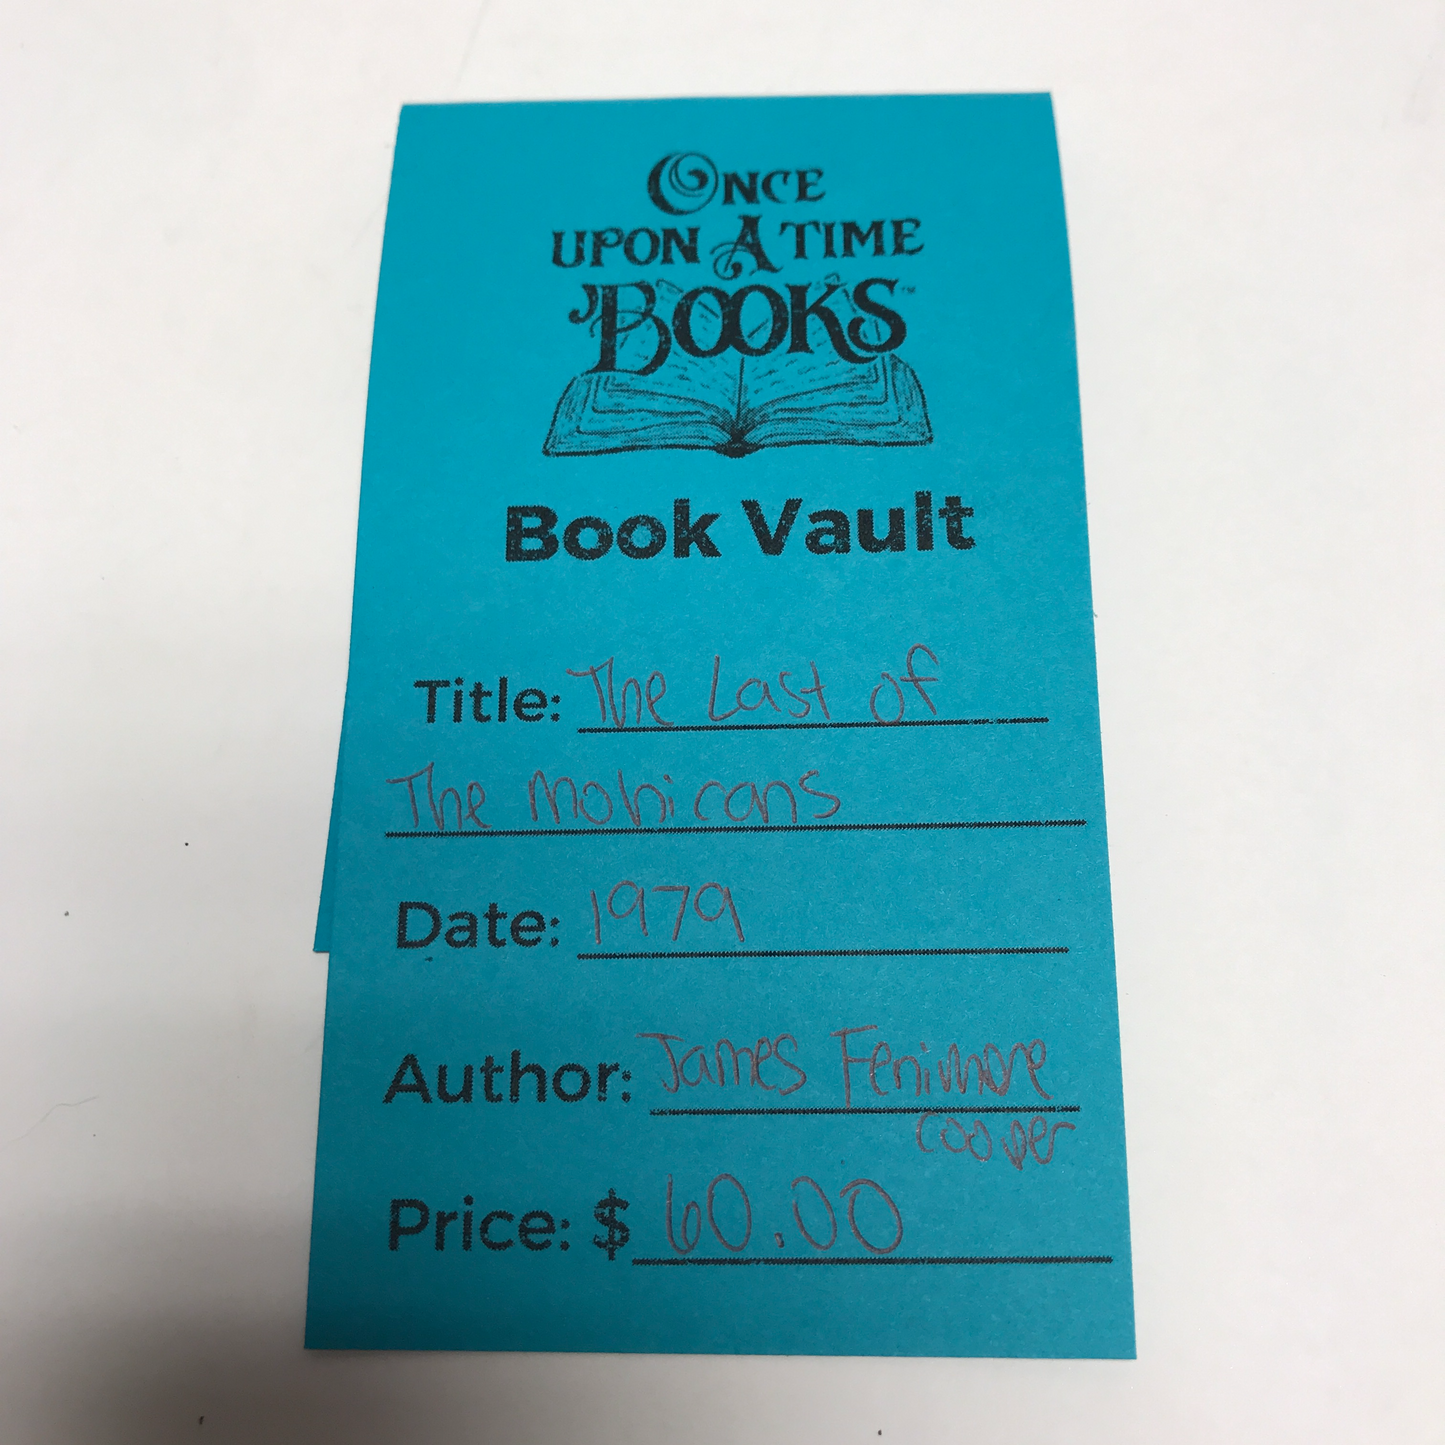 ONCE
UPON A TIME
BOOKS™
Book Vault
Title: The Last of
The Mohicans
Date: 1979
Author: James Fenimore
Cooper
Price: $ 60.00